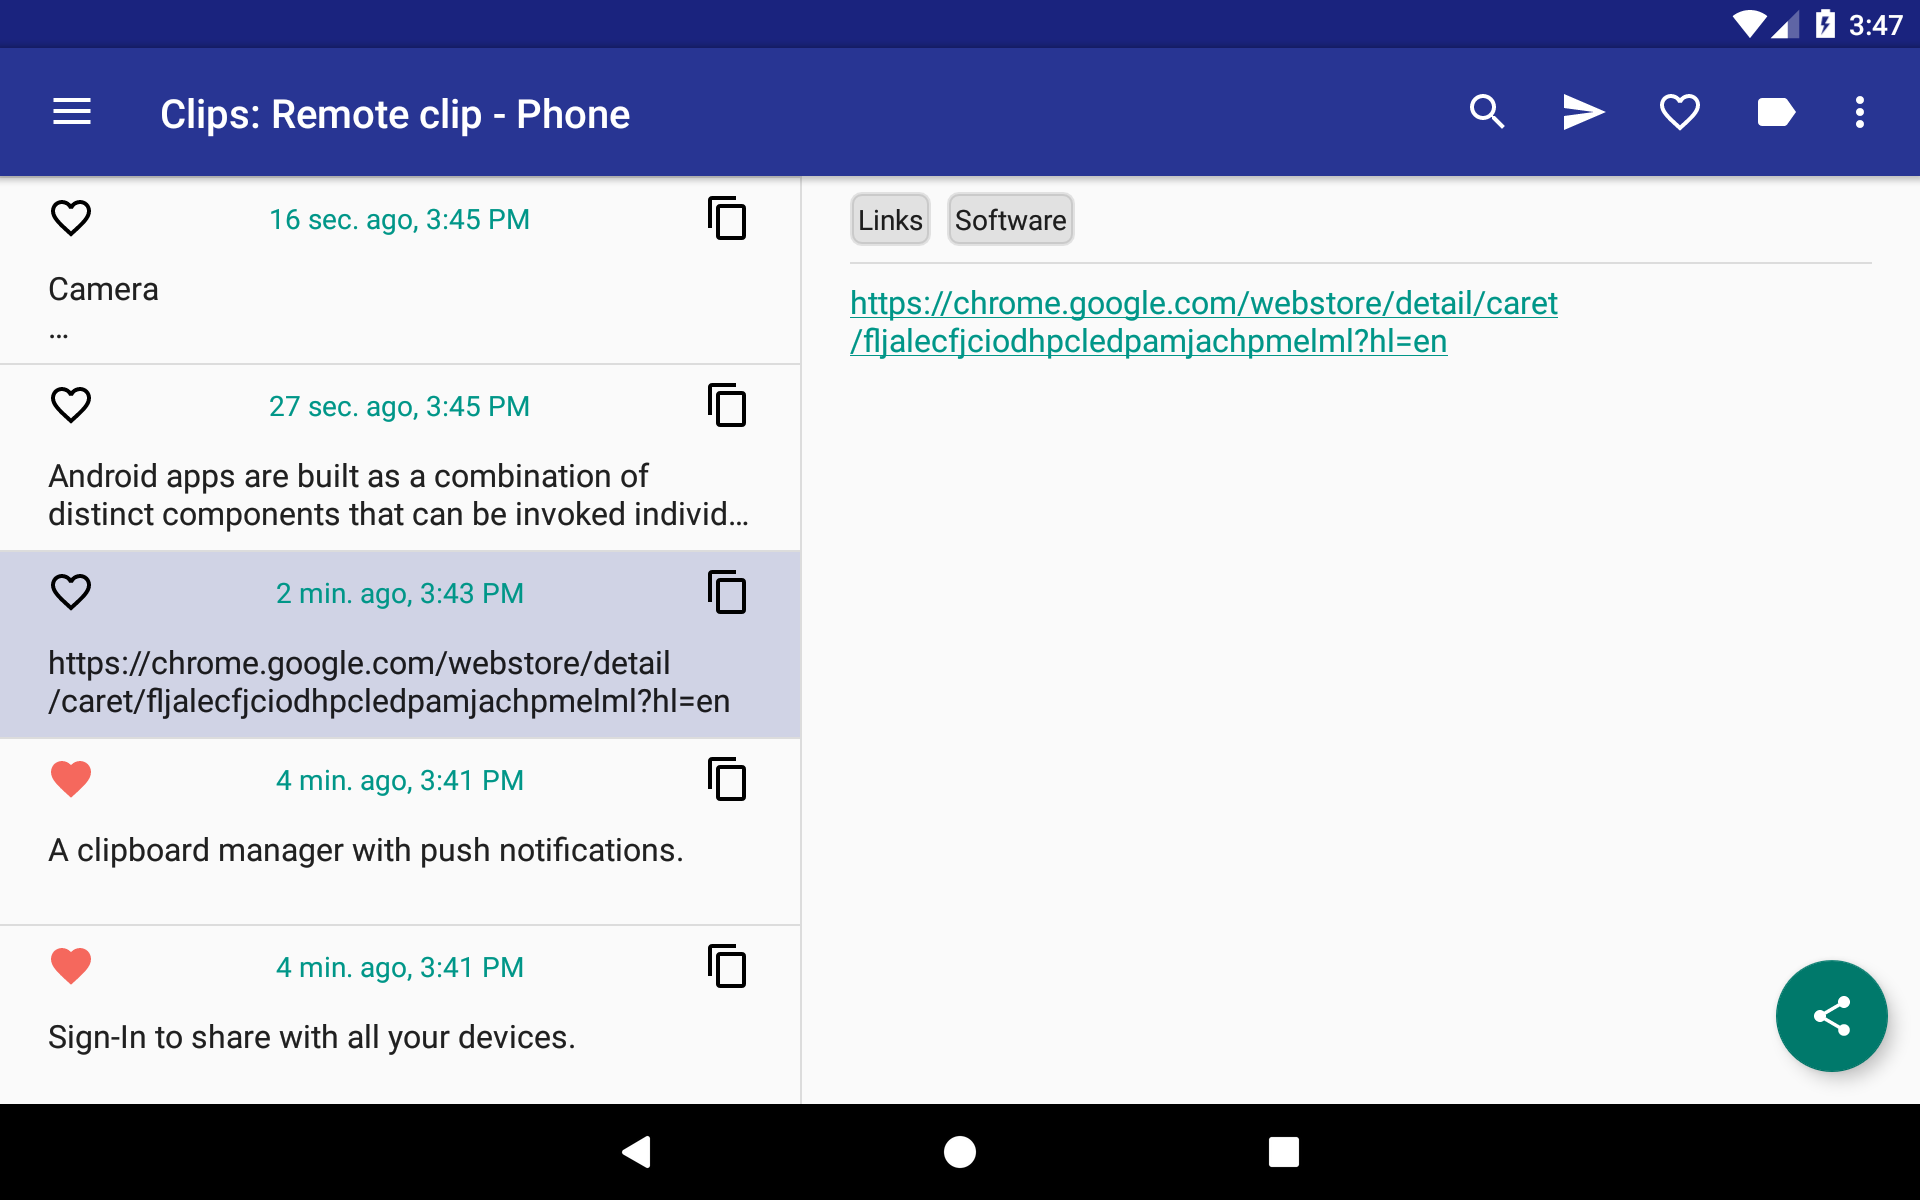 3:47
Clips: Remote clip - Phone
16 sec. ago, 3:45 PM
Camera
...
27 sec. ago, 3:45 PM
Android apps are built as a combination of
distinct components that can be invoked individ...
2 min. ago, 3:43 PM
https://chrome.google.com/webstore/detail
/caret/fljalecfjciodhpcledpamjachpmelml?hl=en
4 min. ago, 3:41 PM
A clipboard manager with push notifications.
4 min. ago, 3:41 PM
Sign-In to share with all your devices.
Links Software
https://chrome.google.com/webstore/detail/caret
/fljalecfjciodhpcledpamjachpmelml?hl=en